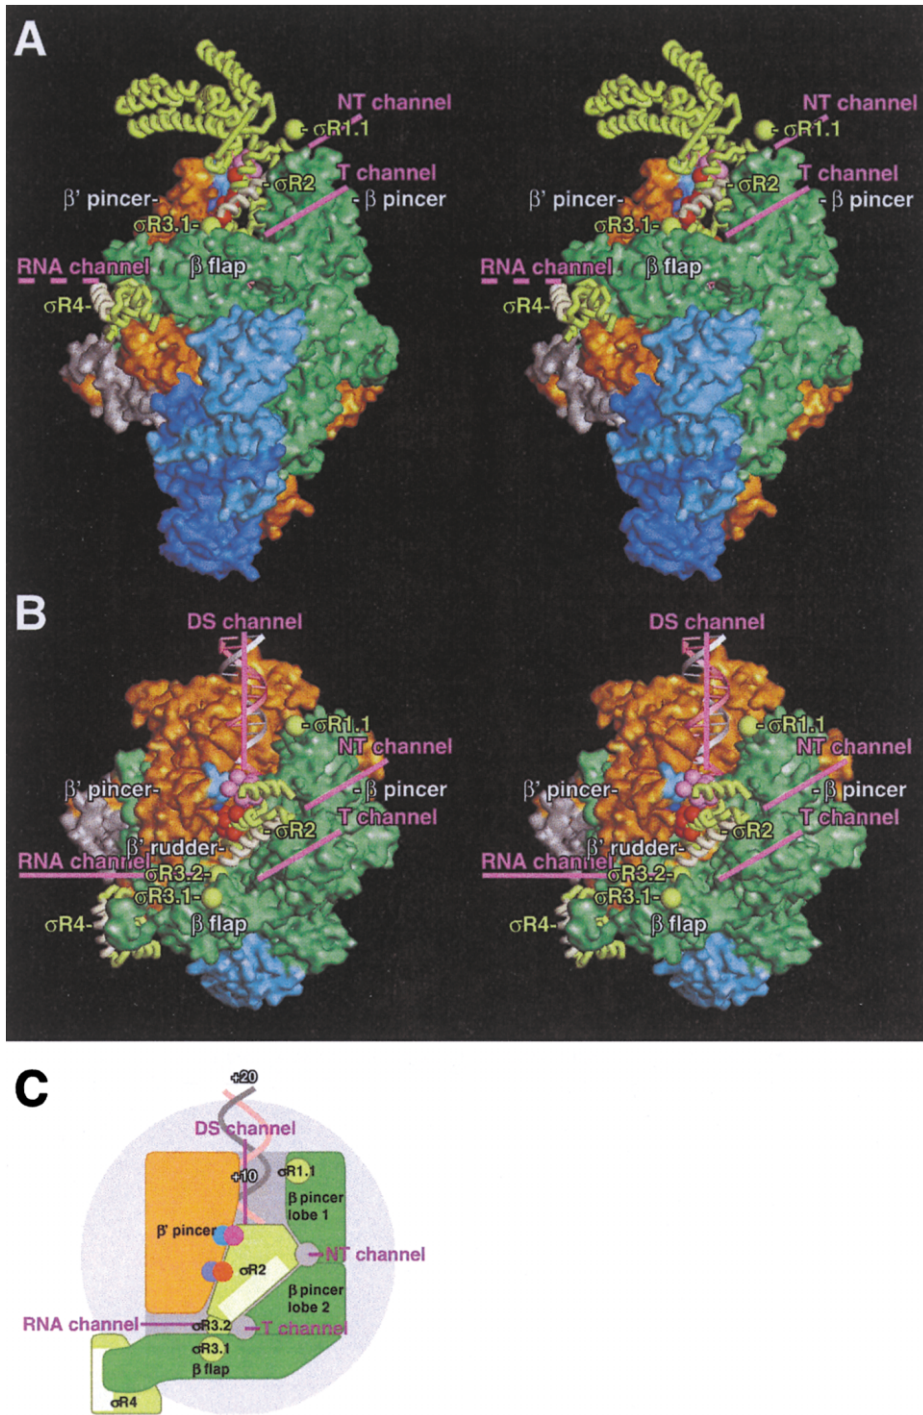 A
NT channel
- σR1.1
T channel
- σR2
β' pincer-
- β pincer
σR3.1-
β flap
RNA channel
σR4-
NT channel
- σR1.1
T channel
- σR2
β' pincer-
- β pincer
σR3.1-
β flap
RNA channel
σR4-
B
DS channel
- σR1.1
NT channel
β' pincer-
- β pincer
T channel
- σR2
β' rudder-
RNA channel
σR3.2-
σR3.1-
β flap
σR4-
DS channel
- σR1.1
NT channel
β' pincer-
- β pincer
T channel
- σR2
β' rudder-
RNA channel
σR3.2-
σR3.1-
β flap
σR4-
C
+20
DS channel
+10
σR1.1
β pincer
lobe 1
β' pincer
NT channel
σR2
β pincer
lobe 2
RNA channel
σR3.2
T channel
σR3.1
β flap
σR4